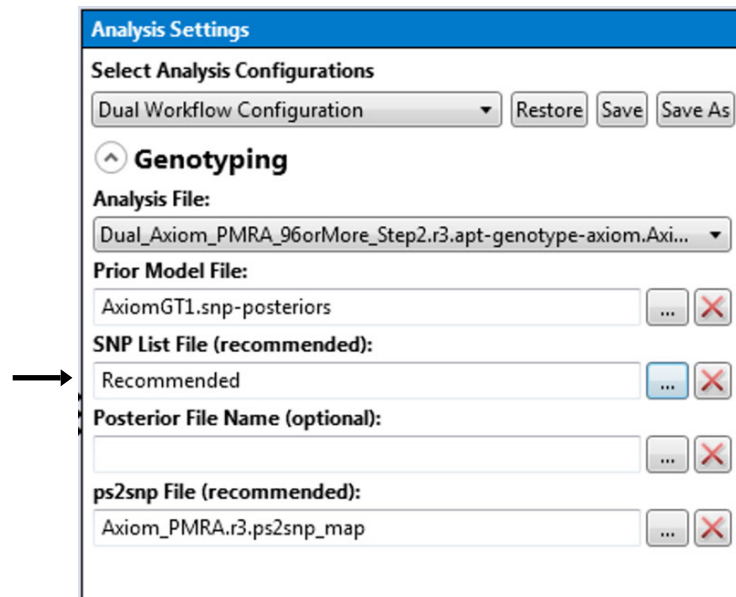 Analysis Settings
Select Analysis Configurations
Dual Workflow Configuration Restore Save Save As
Genotyping
Analysis File:
Dual_Axiom_PMRA_96orMore_Step2.r3.apt-genotype-axiom.Axi...
Prior Model File:
AxiomGT1.snp-posteriors ...
SNP List File (recommended):
Recommended ...
Posterior File Name (optional):
...
ps2snp File (recommended):
Axiom_PMRA.r3.ps2snp_map ...